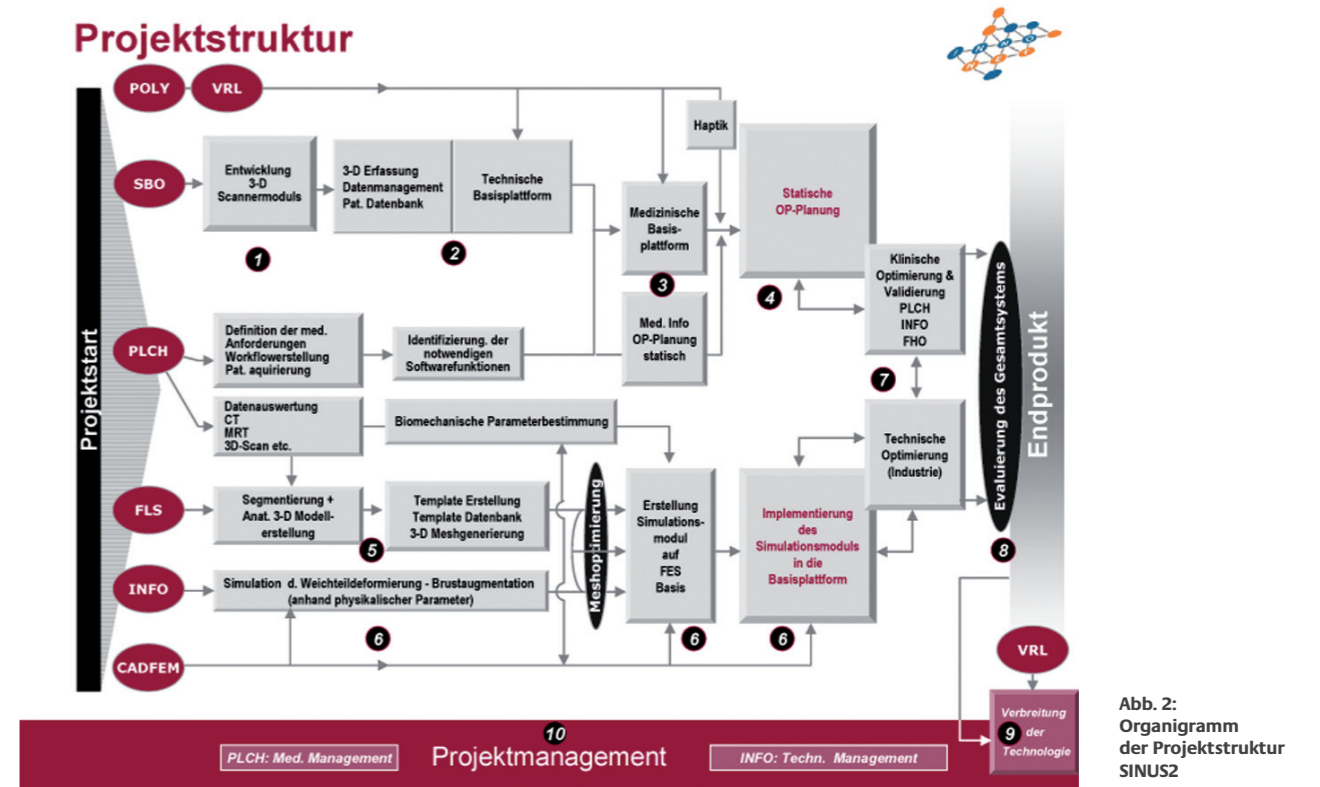 Projektstruktur
INNO
NET
POLY
VRL
Haptik
SBO
Entwicklung
3-D
Scannermoduls
3-D Erfassung
Datenmanagement
Pat. Datenbank
Technische
Basisplattform
Medizinische
Basis-
plattform
Statische
OP-Planung
1
2
3
4
Klinische
Optimierung &
Validierung
PLCH
INFO
FHO
Projektstart
PLCH
Definition der med.
Anforderungen
Workflowerstellung
Pat. aquirierung
Identifizierung. der
notwendigen
Softwarefunktionen
Med. Info
OP-Planung
statisch
7
Evaluierung des Gesamtsystems
Endprodukt
Datenauswertung
CT
MRT
3D-Scan etc.
Biomechanische Parameterbestimmung
Technische
Optimierung
(Industrie)
FLS
Segmentierung +
Anat. 3-D Modell-
erstellung
5
Template Erstellung
Template Datenbank
3-D Meshgenerierung
Meshoptimierung
Erstellung
Simulations-
modul
auf
FES
Basis
Implementierung
des
Simulationsmoduls
in die
Basisplattform
8
INFO
Simulation d. Weichteildeformierung - Brustaugmentation
(anhand physikalischer Parameter)
6
6
6
CADFEM
VRL
Verbreitung
9 der
Technologie
10
PLCH: Med. Management
Projektmanagement
INFO: Techn. Management
Abb. 2:
Organigramm
der Projektstruktur
SINUS2